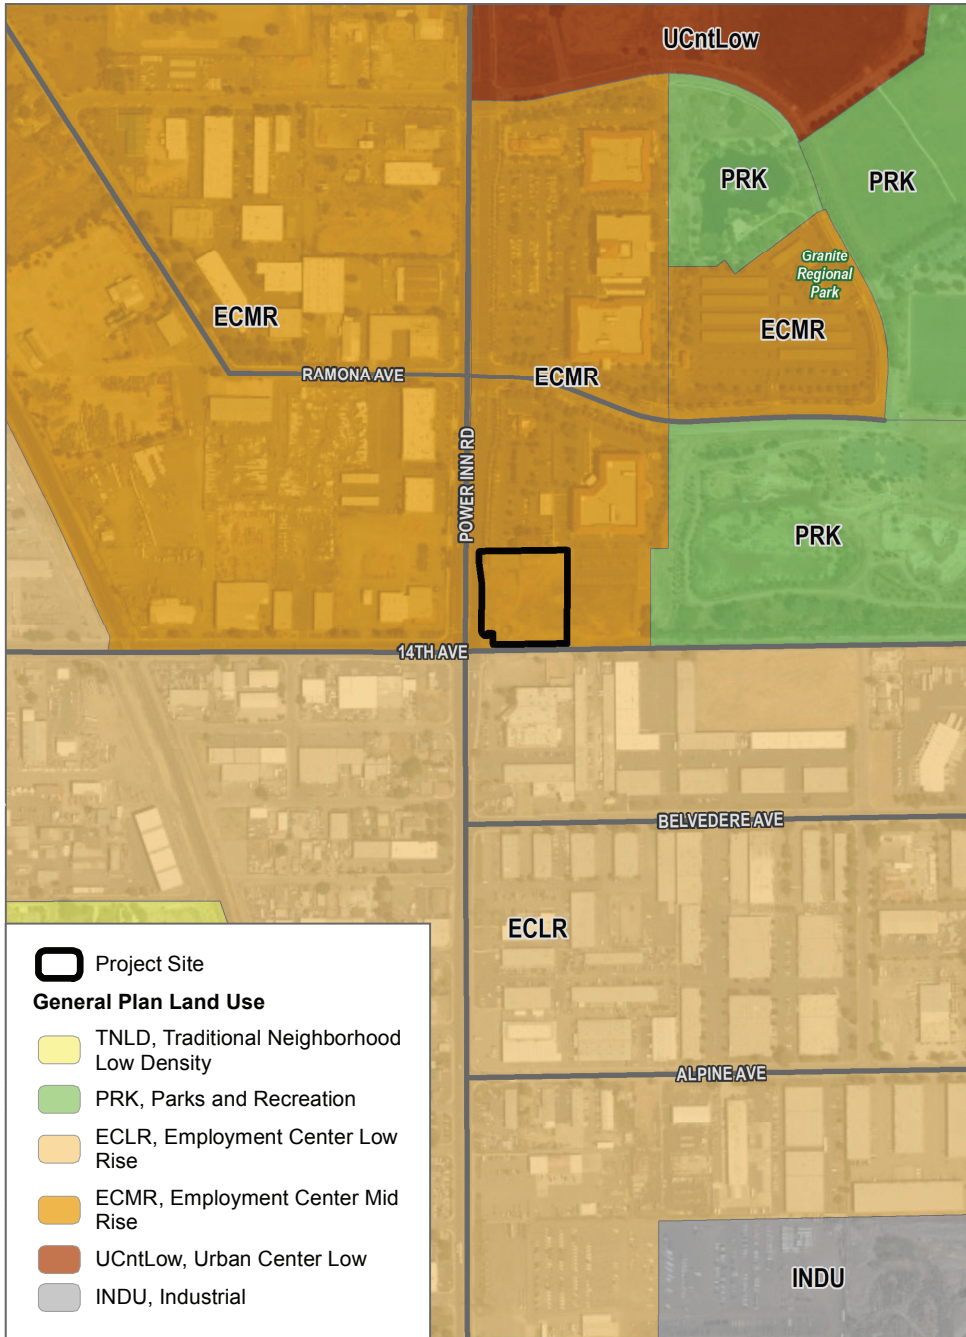 UCntLow
PRK
PRK
Granite
Regional
Park
ECMR
ECMR
RAMONA AVE
ECMR
POWER INN RD
PRK
14TH AVE
BELVEDERE AVE
ECLR
ALPINE AVE
INDU
Project Site
General Plan Land Use
TNLD, Traditional Neighborhood
Low Density
PRK, Parks and Recreation
ECLR, Employment Center Low
Rise
ECMR, Employment Center Mid
Rise
UCntLow, Urban Center Low
INDU, Industrial